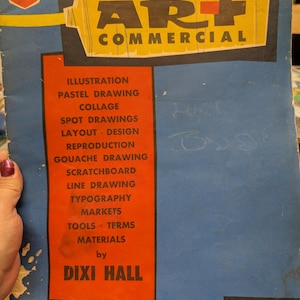 ART
COMMERCIAL
ILLUSTRATION
PASTEL DRAWING
COLLAGE
SPOT DRAWINGS
LAYOUT - DESIGN
REPRODUCTION
GOUACHE DRAWING
SCRATCHBOARD
LINE DRAWING
TYPOGRAPHY
MARKETS
TOOLS - TERMS
MATERIALS
by
DIXI HALL